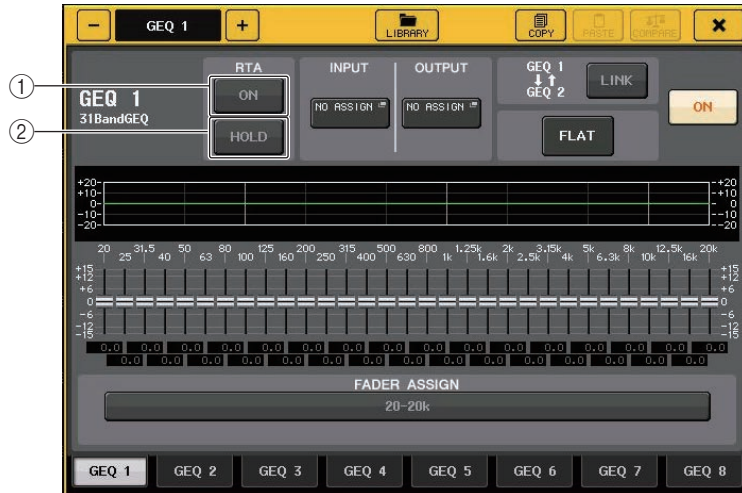 − GEQ 1 + LIBRARY COPY PASTE COMPARE ×
① ②
GEQ 1
31BandGEQ
RTA
ON
HOLD
INPUT
NO ASSIGN
OUTPUT
NO ASSIGN
GEQ 1
GEQ 2
LINK
FLAT
ON
+20
+10
0
-10
-20
+20
+10
0
-10
-20
20 31.5 50 80 125 200 315 500 800 1.25k 2k 3.15k 5k 8k 12.5k 20k
25 40 63 100 160 250 400 630 1k 1.6k 2.5k 4k 6.3k 10k 16k
+15
+12
+6
0
-6
-12
-15
+15
+12
+6
0
-6
-12
-15
0.0 0.0 0.0 0.0 0.0 0.0 0.0 0.0 0.0 0.0 0.0 0.0 0.0 0.0 0.0 0.0
0.0 0.0 0.0 0.0 0.0 0.0 0.0 0.0 0.0 0.0 0.0 0.0 0.0 0.0 0.0
FADER ASSIGN
20-20k
GEQ 1 GEQ 2 GEQ 3 GEQ 4 GEQ 5 GEQ 6 GEQ 7 GEQ 8